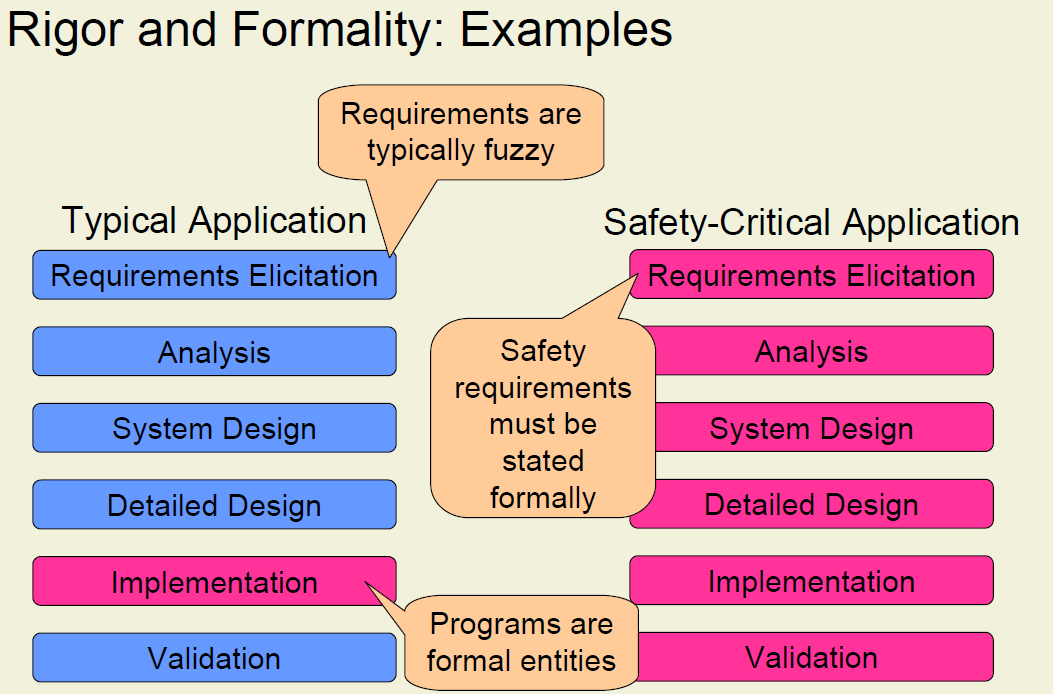 Rigor and Formality: Examples
Requirements are
typically fuzzy
Typical Application
Requirements Elicitation
Analysis
System Design
Detailed Design
Implementation
Validation
Safety
requirements
must be
stated
formally
Programs are
formal entities
Safety-Critical Application
Requirements Elicitation
Analysis
System Design
Detailed Design
Implementation
Validation